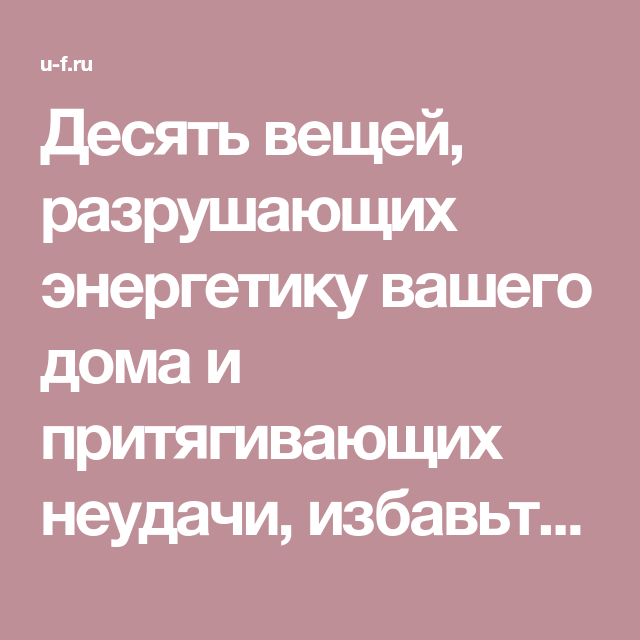 u-f.ru
Десять вещей,
разрушающих
энергетику вашего
дома и
притягивающих
неудачи, избавьт...